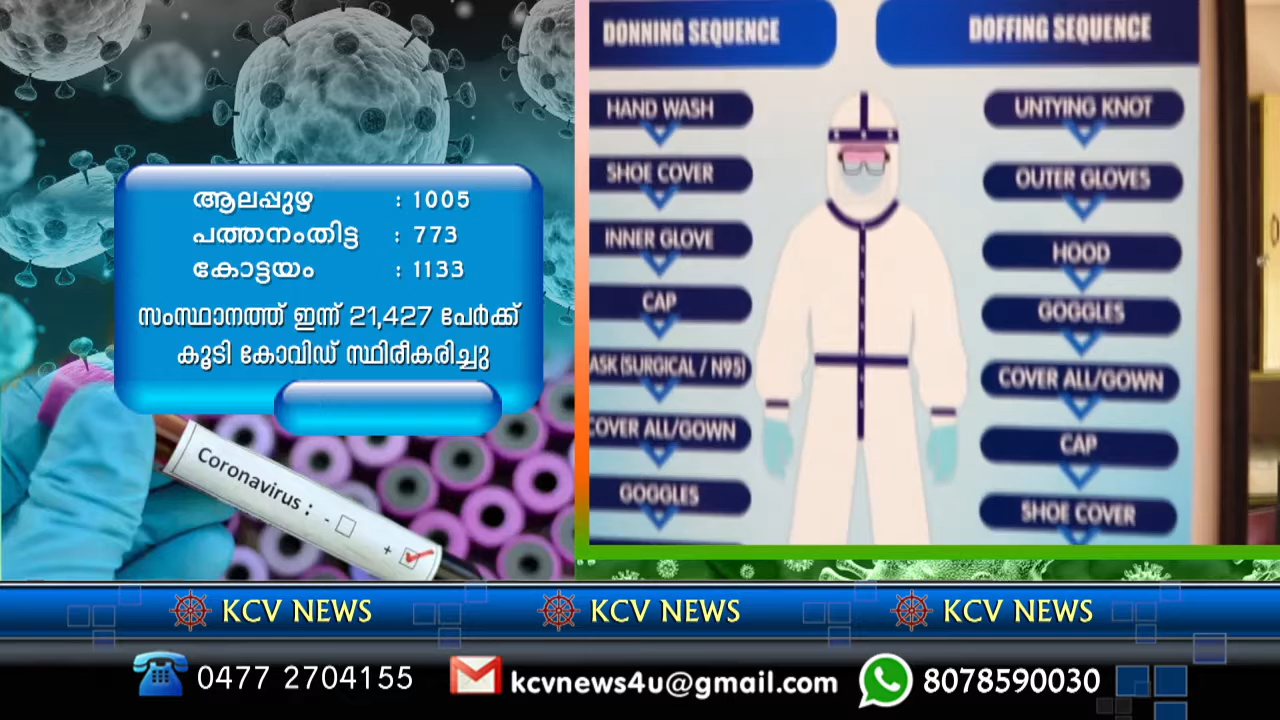 ആലപ്പുഴ : 1005
പത്തനംതിട്ട : 773
കോട്ടയം : 1133
സംസ്ഥാനത്ത് ഇന്ന് 21,427 പേർക്ക്
കൂടി കോവിഡ് സ്ഥിരീകരിച്ചു
Coronavirus : -
+
DONNING SEQUENCE
HAND WASH
SHOE COVER
INNER GLOVE
CAP
ASK (SURGICAL / N95)
OVER ALL/GOWN
GOGGLES
DOFFING SEQUENCE
UNTYING KNOT
OUTER GLOVES
HOOD
GOGGLES
COVER ALL/GOWN
CAP
SHOE COVER
KCV NEWS KCV NEWS KCV NEWS
0477 2704155 kcvnews4u@gmail.com 8078590030